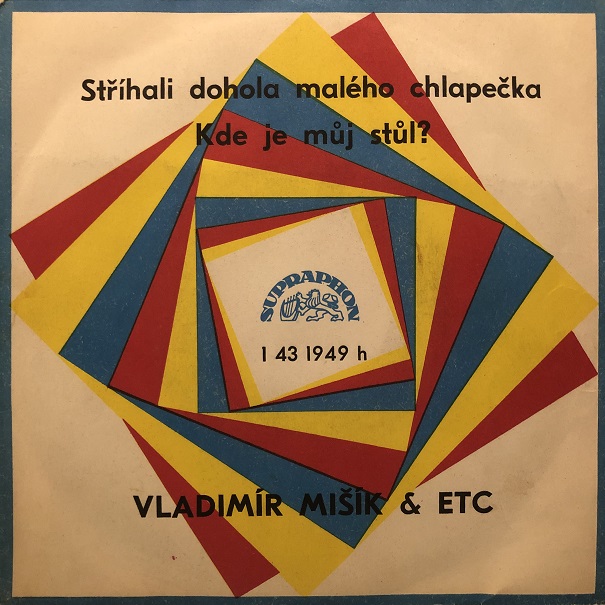 Stříhali dohola malého chlapečka
Kde je můj stůl?
SUPRAPHON
1 43 1949 h
VLADIMÍR MIŠÍK & ETC